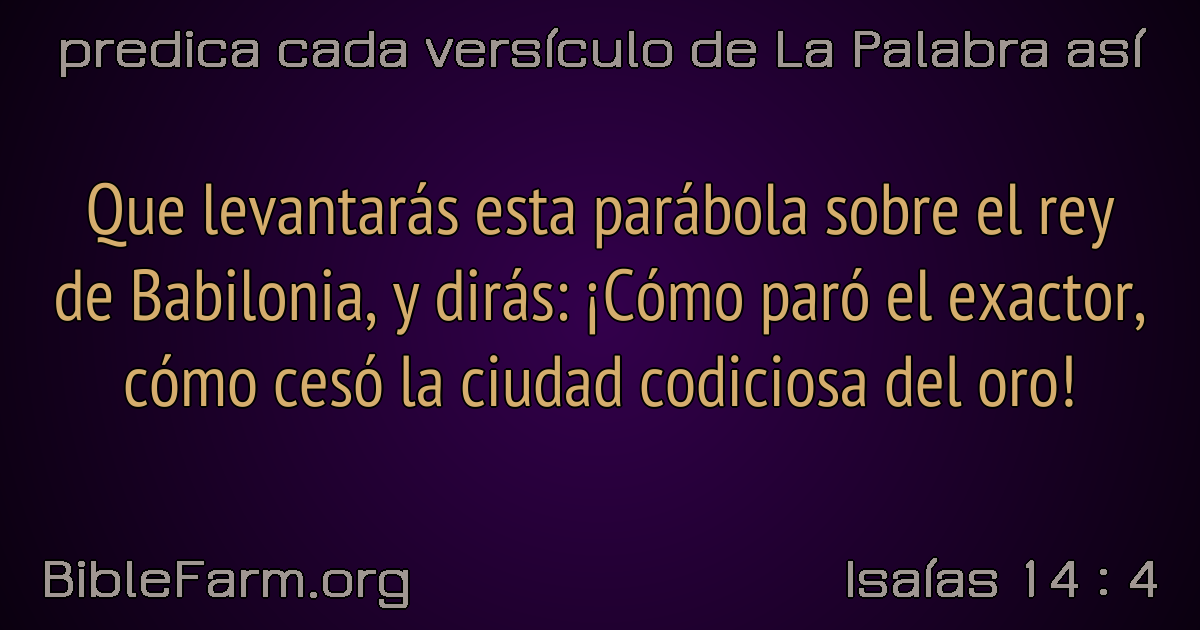 predica cada versículo de La Palabra así
Que levantarás esta parábola sobre el rey
de Babilonia, y dirás: ¡Cómo paró el exactor,
cómo cesó la ciudad codiciosa del oro!
BibleFarm.org
Isaías 14 : 4